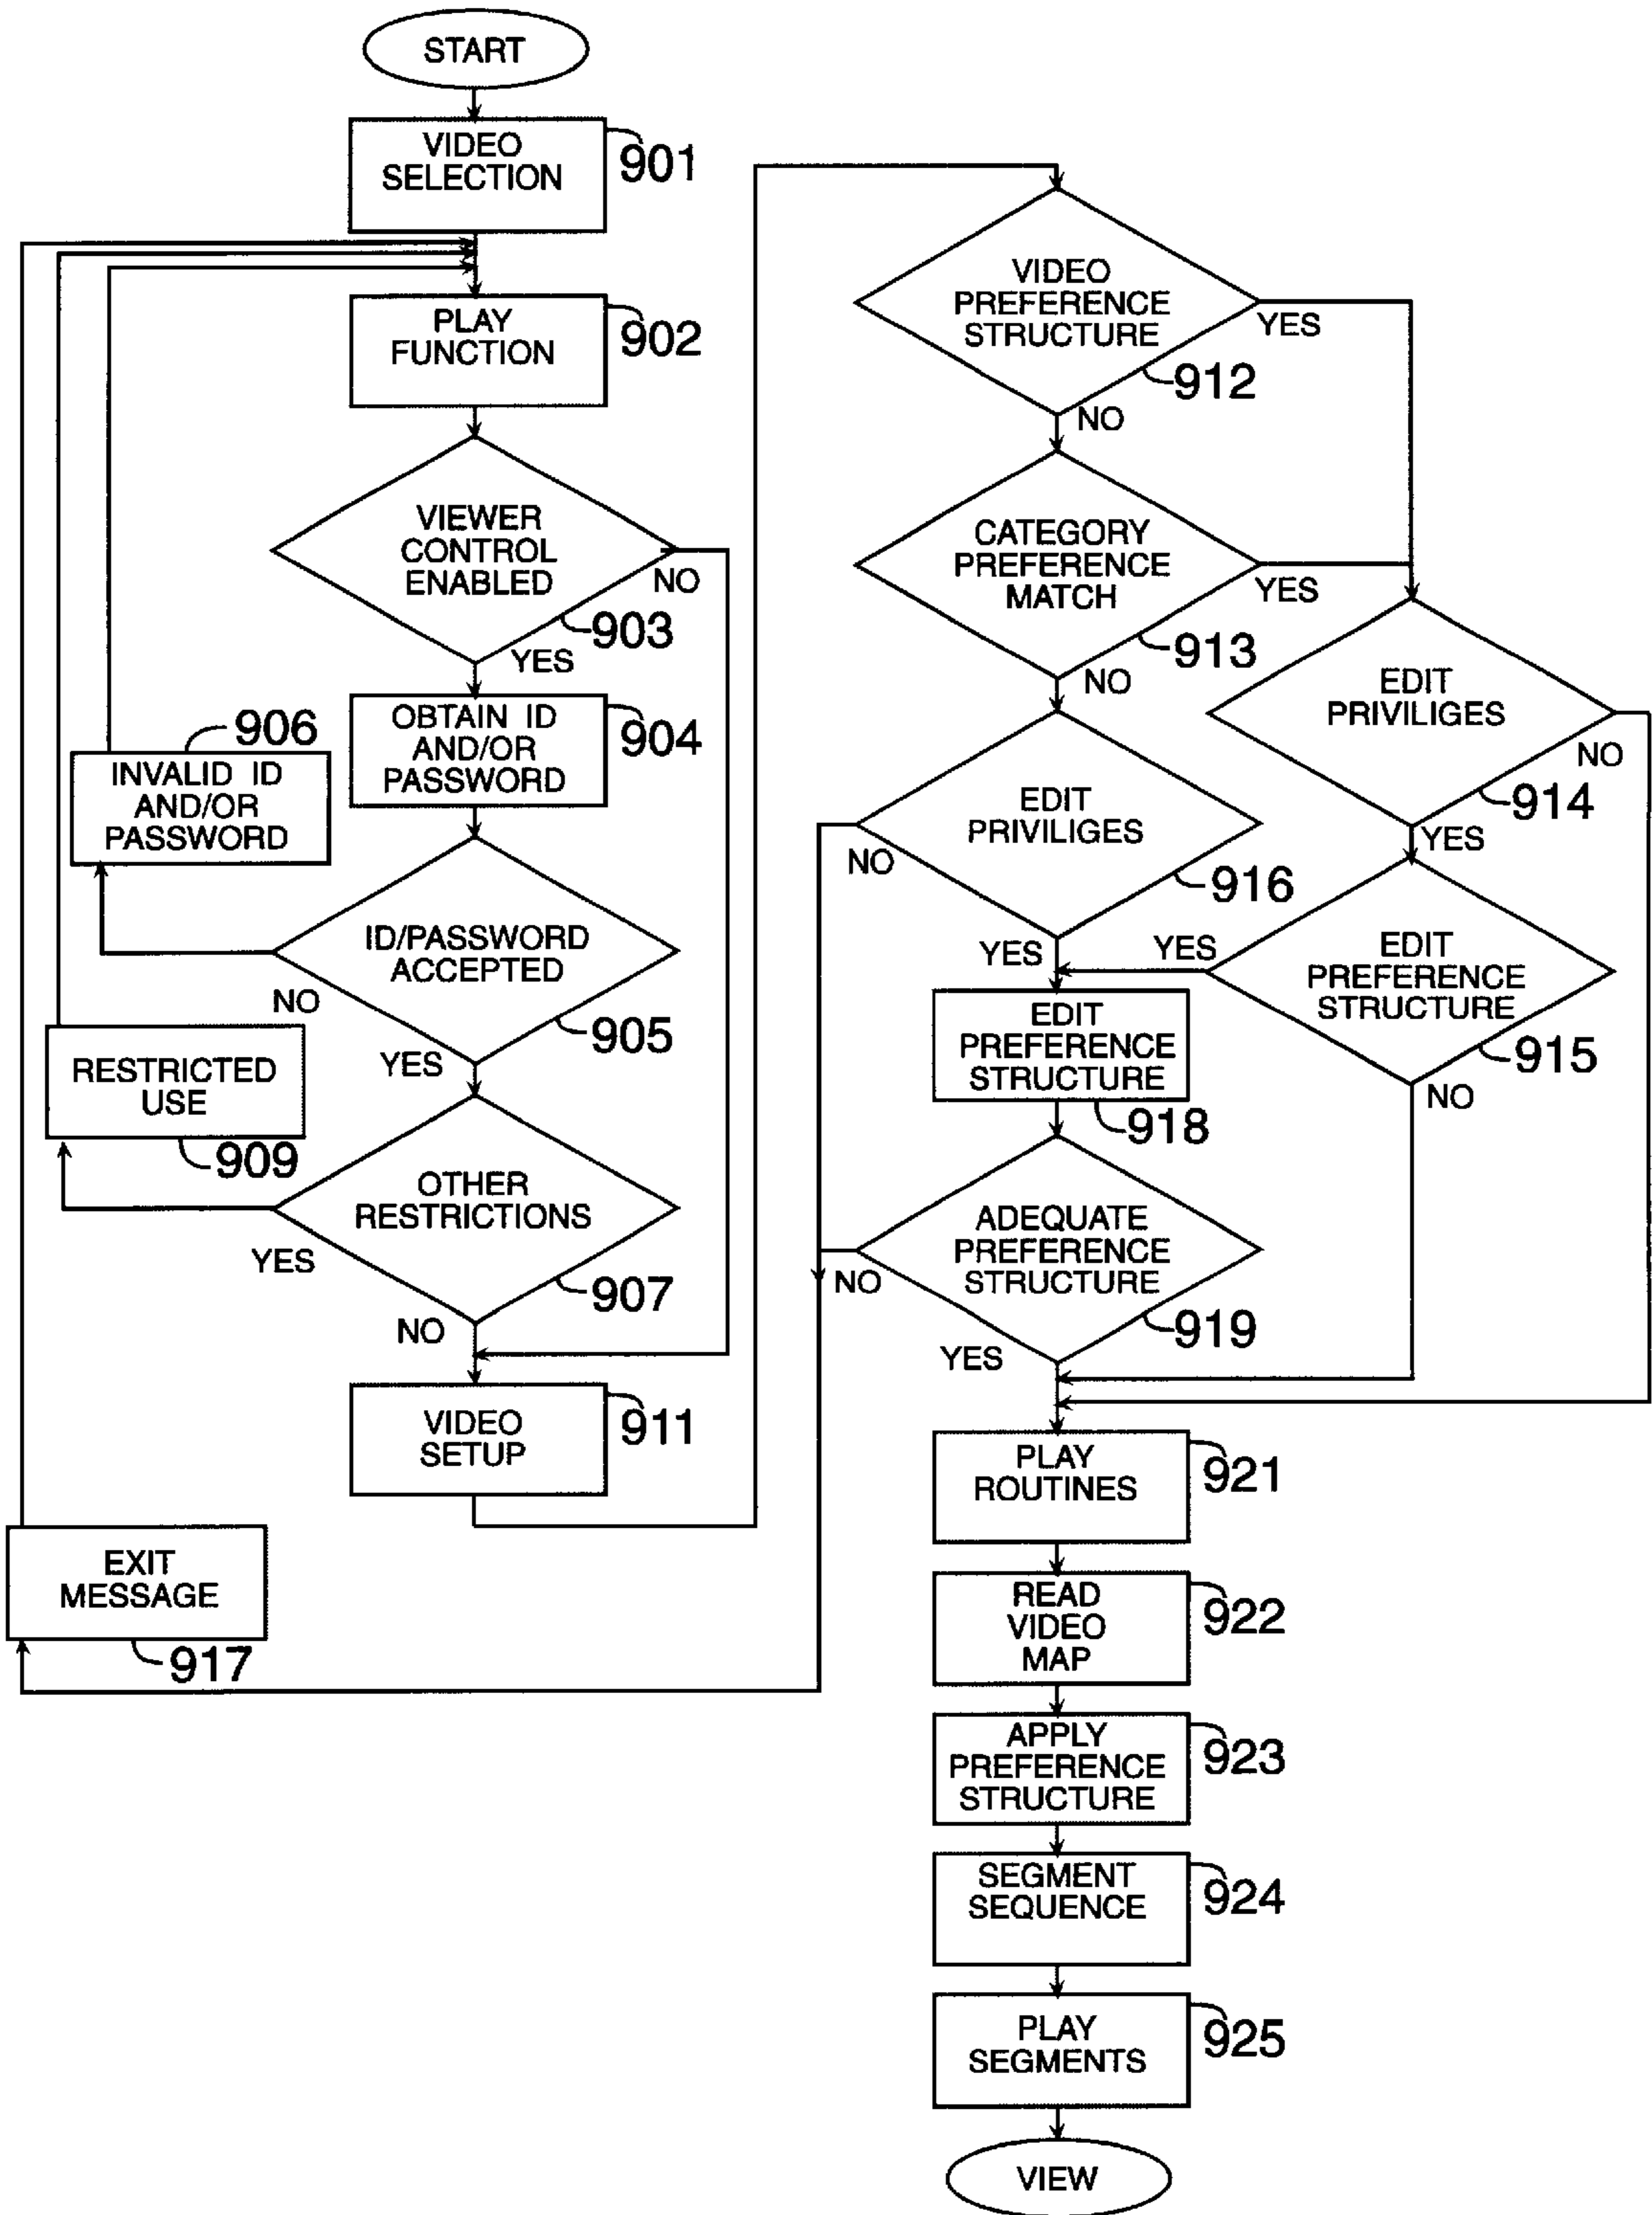 START
VIDEO
SELECTION
901
PLAY
FUNCTION
902
VIEWER
CONTROL
ENABLED
NO
903
YES
OBTAIN ID
AND/OR
PASSWORD
904
906
INVALID ID
AND/OR
PASSWORD
ID/PASSWORD
ACCEPTED
NO
905
YES
RESTRICTED
USE
909
OTHER
RESTRICTIONS
YES
907
NO
VIDEO
SETUP
911
EXIT
MESSAGE
917
VIDEO
PREFERENCE
STRUCTURE
YES
912
NO
CATEGORY
PREFERENCE
MATCH
YES
913
NO
EDIT
PRIVILIGES
NO
914
YES
EDIT
PRIVILIGES
NO
916
YES
YES
EDIT
PREFERENCE
STRUCTURE
915
NO
EDIT
PREFERENCE
STRUCTURE
918
ADEQUATE
PREFERENCE
STRUCTURE
NO
919
YES
PLAY
ROUTINES
921
READ
VIDEO
MAP
922
APPLY
PREFERENCE
STRUCTURE
923
SEGMENT
SEQUENCE
924
PLAY
SEGMENTS
925
VIEW